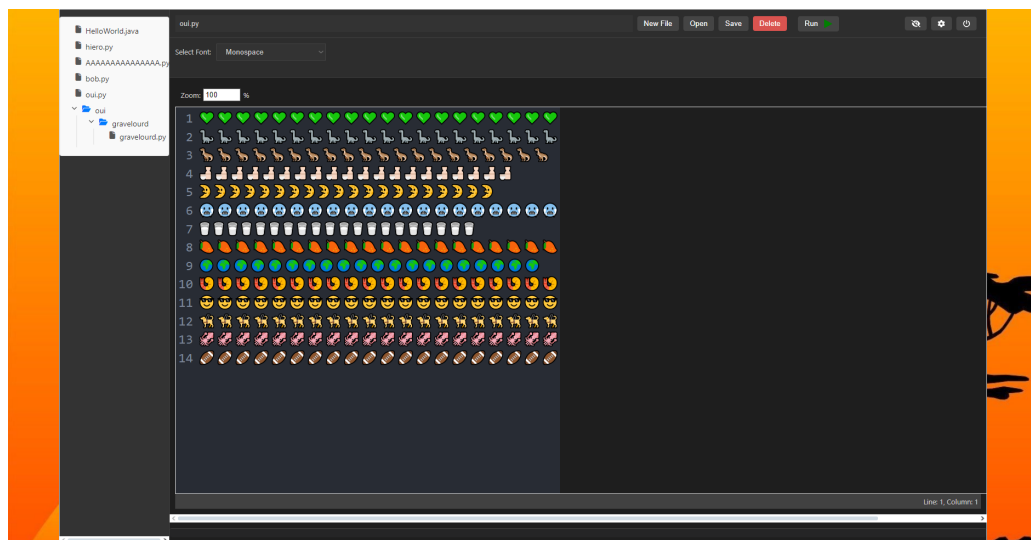 oui.py
New File Open Save Delete Run
HelloWorld.java
hiero.py
AAAAAAAAAAAAAAA.py
bob.py
oui.py
oui
gravelourd
gravelourd.py
Select Font: Monospace
Zoom: 100 %
1 💚💚💚💚💚💚💚💚💚💚💚💚💚💚💚💚💚💚💚💚
2
3
4
5
6
7
8
9
10
11
12
13
14
Line: 1, Column: 1